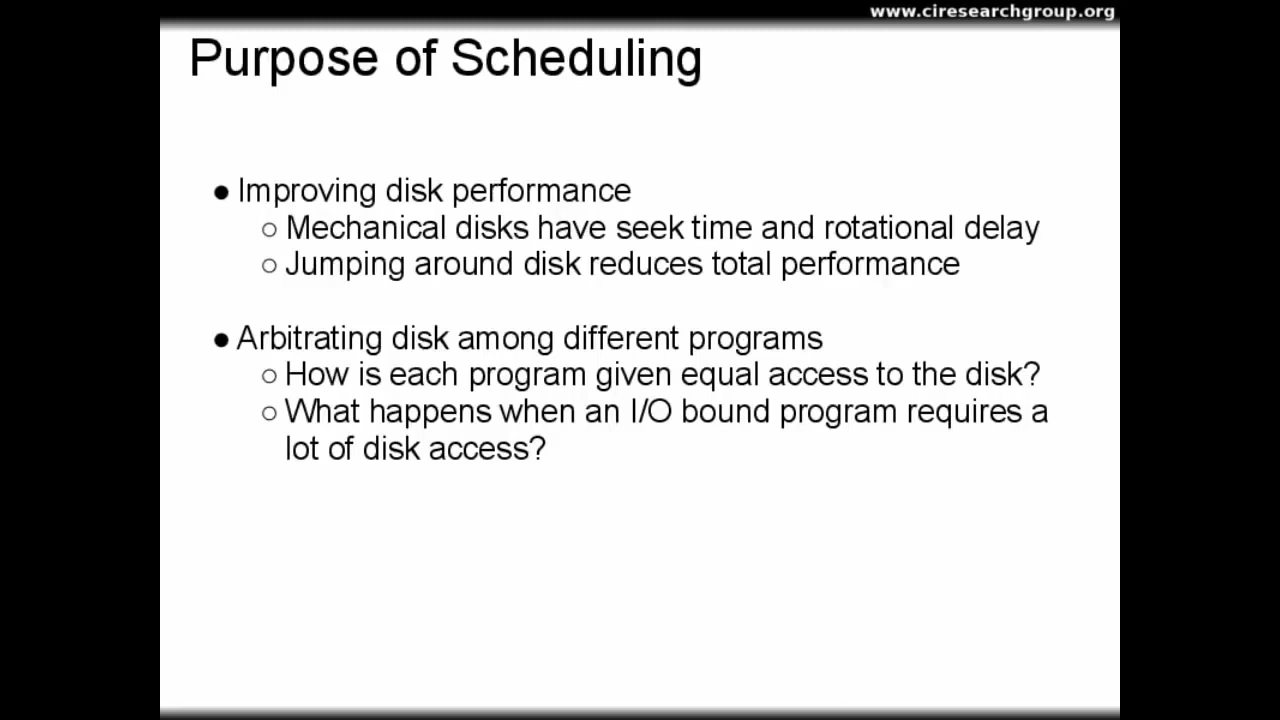 www.ciresearchgroup.org
Purpose of Scheduling
● Improving disk performance
○ Mechanical disks have seek time and rotational delay
○ Jumping around disk reduces total performance
● Arbitrating disk among different programs
○ How is each program given equal access to the disk?
○ What happens when an I/O bound program requires a
lot of disk access?